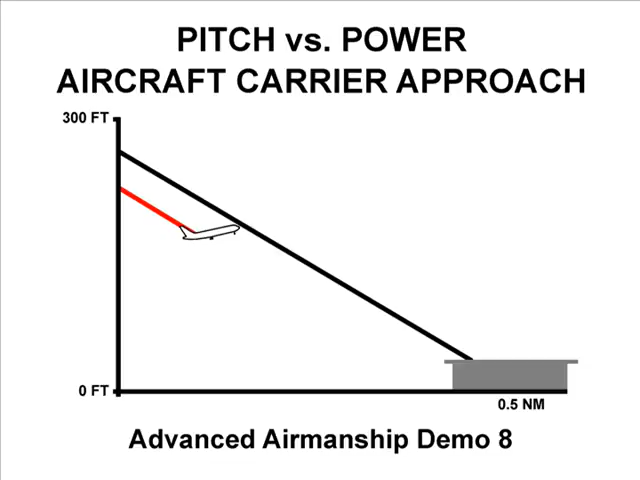 PITCH vs. POWER
AIRCRAFT CARRIER APPROACH
300 FT
0 FT
0.5 NM
Advanced Airmanship Demo 8